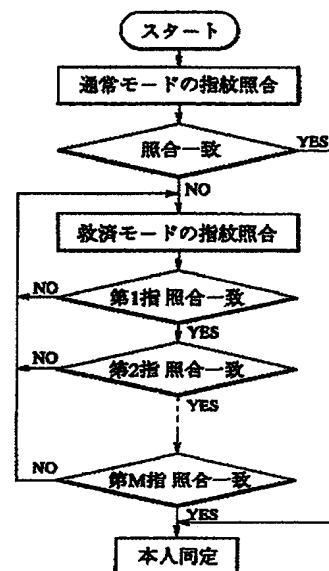 スタート
通常モードの指紋照合
照合一致
YES
NO
救済モードの指紋照合
NO
第1指 照合一致
YES
NO
第2指 照合一致
YES
NO
第M指 照合一致
YES
本人同定